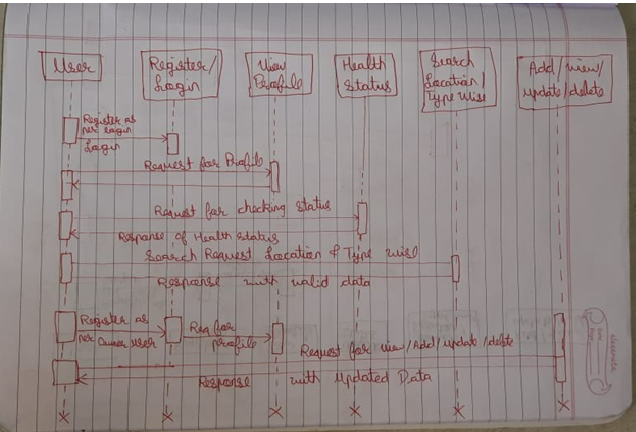 User
Register/
Login
View
Profile
Health
Status
Search
Location/
Type Wise
Add/view/
update/delete
Register as
per Login
Login
Request for Profile
Request for checking status
Response of Health Status
Search Request Location & Type wise
Response with valid data
Register as
per Owner User
Req for
profile
Request for view/Add/update/delete
Response with Updated Data